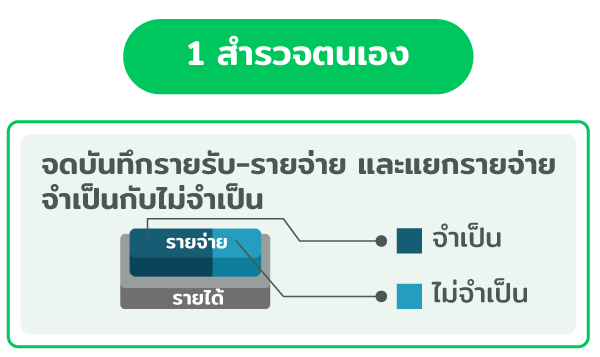 1 สำรวจตนเอง
จดบันทึกรายรับ-รายจ่าย และแยกรายจ่าย
จำเป็นกับไม่จำเป็น
รายจ่าย
จำเป็น
ไม่จำเป็น
รายได้